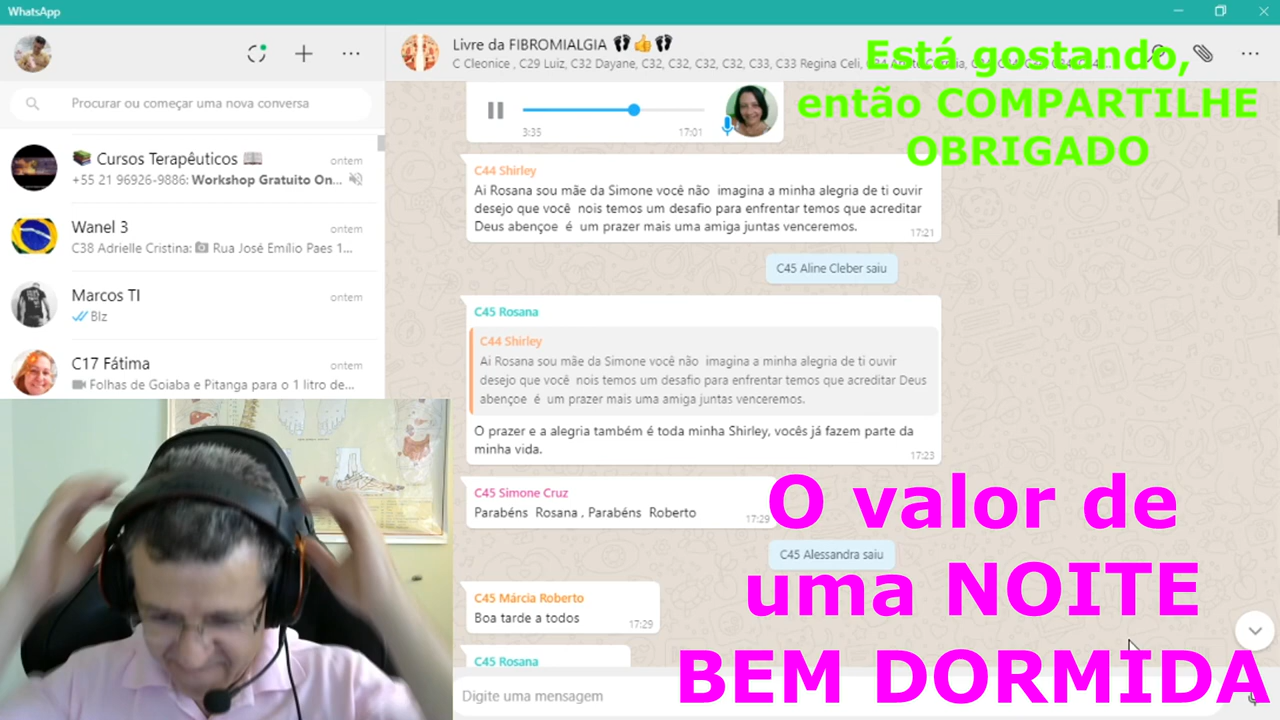 WhatsApp
Livre da FIBROMIALGIA
C Cleonice , C29 Luiz, C32 Dayane, C32, C32, C32, C32, C33, C33 Regina Celi,
Está gostando,
então COMPARTILHE
OBRIGADO
Procurar ou começar uma nova conversa
Cursos Terapêuticos
ontem
+55 21 96926-9886: Workshop Gratuito On...
Wanel 3
ontem
C38 Adrielle Cristina: Rua José Emílio Paes 1...
Marcos TI
ontem
Blz
C17 Fátima
ontem
Folhas de Goiaba e Pitanga para o 1 litro de...
3:35
17:01
C44 Shirley
Ai Rosana sou mãe da Simone você não imagina a minha alegria de ti ouvir
desejo que você nois temos um desafio para enfrentar temos que acreditar
Deus abençoe é um prazer mais uma amiga juntas venceremos.
17:21
C45 Aline Cleber saiu
C45 Rosana
C44 Shirley
Ai Rosana sou mãe da Simone você não imagina a minha alegria de ti ouvir
desejo que você nois temos um desafio para enfrentar temos que acreditar Deus
abençoe é um prazer mais uma amiga juntas venceremos.
O prazer e a alegria também é toda minha Shirley, vocês já fazem parte da
minha vida.
17:23
C45 Simone Cruz
Parabéns Rosana , Parabéns Roberto
17:29
C45 Alessandra saiu
C45 Márcia Roberto
Boa tarde a todos
17:29
C45 Rosana
Digite uma mensagem
O valor de
uma NOITE
BEM DORMIDA